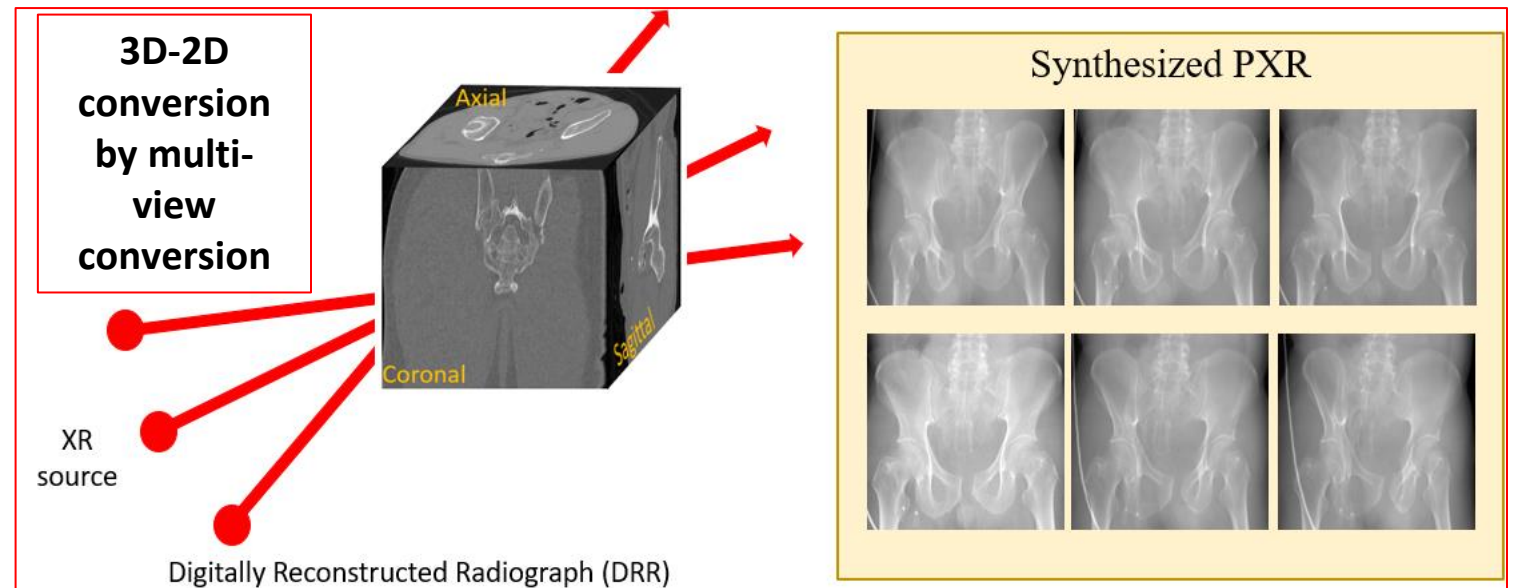 3D-2D
conversion
by multi-
view
conversion
Axial
Coronal
Sagittal
XR
source
Digitally Reconstructed Radiograph (DRR)
Synthesized PXR